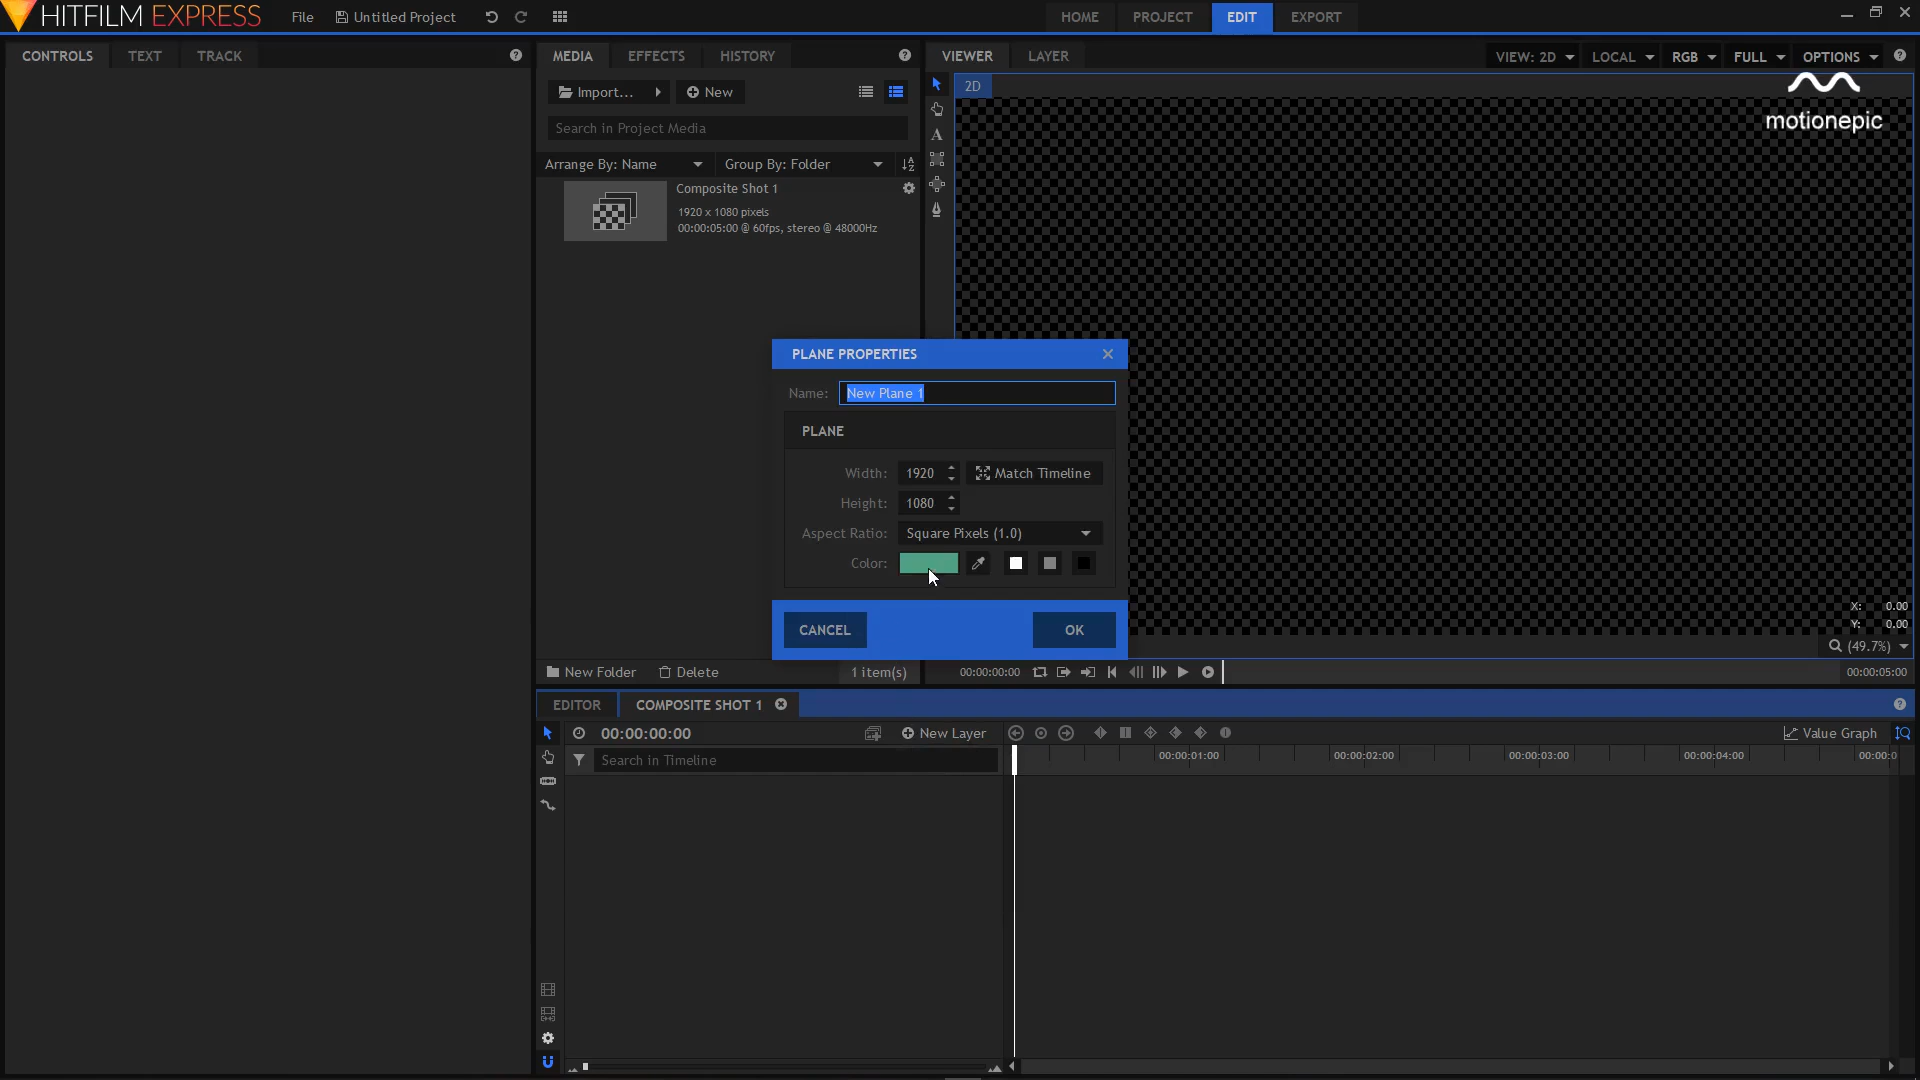 HITFILM EXPRESS
File
Untitled Project
HOME
PROJECT
EDIT
EXPORT
CONTROLS
TEXT
TRACK
MEDIA
EFFECTS
HISTORY
VIEWER
LAYER
VIEW: 2D
LOCAL
RGB
FULL
OPTIONS
Import...
New
2D
motionepic
Search in Project Media
Arrange By: Name
Group By: Folder
Composite Shot 1
1920 x 1080 pixels
00:00:05:00 @ 60fps, stereo @ 48000Hz
PLANE PROPERTIES
Name:
New Plane 1
PLANE
Width:
1920
Match Timeline
Height:
1080
Aspect Ratio:
Square Pixels (1.0)
Color:
CANCEL
OK
X: 0.00
Y: 0.00
(49.7%)
New Folder
Delete
1 item(s)
00:00:00:00
00:00:05:00
EDITOR
COMPOSITE SHOT 1
00:00:00:00
New Layer
Value Graph
Search in Timeline
00:00:01:00
00:00:02:00
00:00:03:00
00:00:04:00
00:00:0